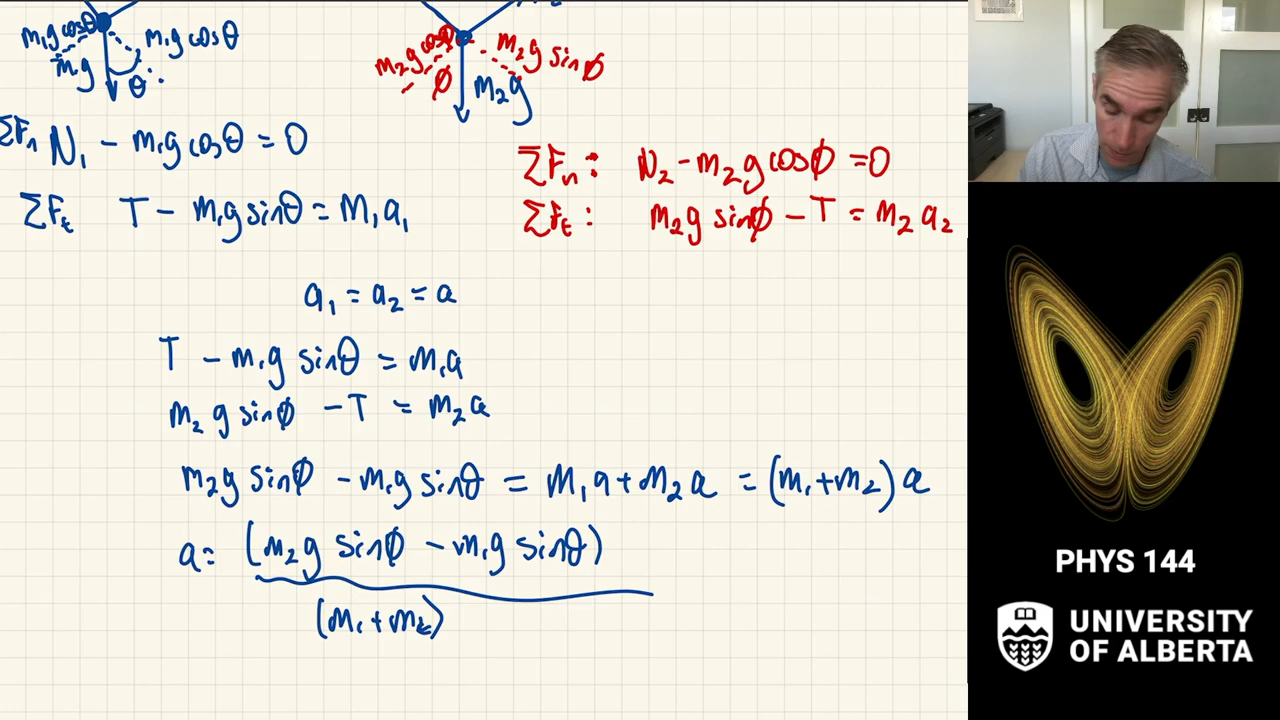 m₁g cosθ
m₁g cosθ
m₁g
θ
m₂g cosϕ
m₂g sinϕ
ϕ
m₂g
ΣFₙ N₁ - m₁g cosθ = 0
ΣFₜ T - m₁g sinθ = m₁a₁
ΣFₙ : N₂ - m₂g cosϕ = 0
ΣFₜ : m₂g sinϕ - T = m₂a₂
a₁ = a₂ = a
T - m₁g sinθ = m₁a
m₂g sinϕ - T = m₂a
m₂g sinϕ - m₁g sinθ = m₁a + m₂a = (m₁+m₂)a
a = (m₂g sinϕ - m₁g sinθ)
(m₁+m₂)
PHYS 144
UNIVERSITY
OF ALBERTA